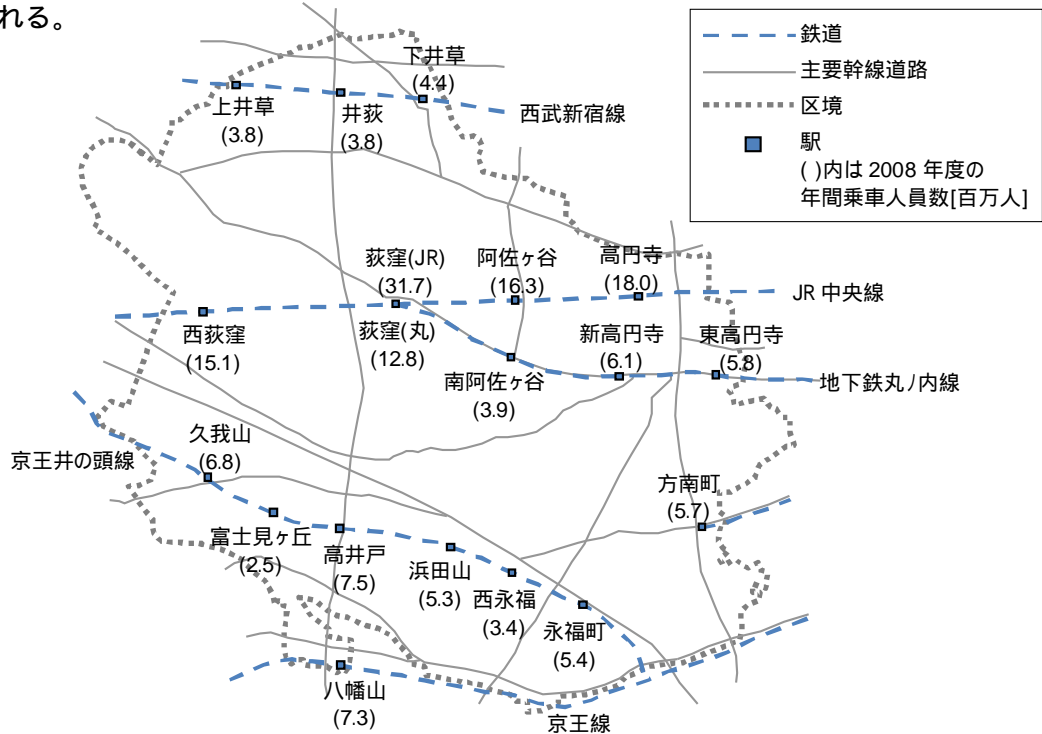 れる。
鉄道
主要幹線道路
区境
駅
( )内は 2008 年度の
年間乗車人員数[百万人]
下井草
(4.4)
上井草
(3.8)
井荻
(3.8)
西武新宿線
荻窪(JR)
(31.7)
阿佐ヶ谷
(16.3)
高円寺
(18.0)
JR 中央線
西荻窪
(15.1)
荻窪(丸)
(12.8)
新高円寺
(6.1)
東高円寺
(5.8)
南阿佐ヶ谷
(3.9)
地下鉄丸ノ内線
久我山
(6.8)
京王井の頭線
方南町
(5.7)
富士見ヶ丘
(2.5)
高井戸
(7.5)
浜田山
(5.3)
西永福
(3.4)
永福町
(5.4)
八幡山
(7.3)
京王線